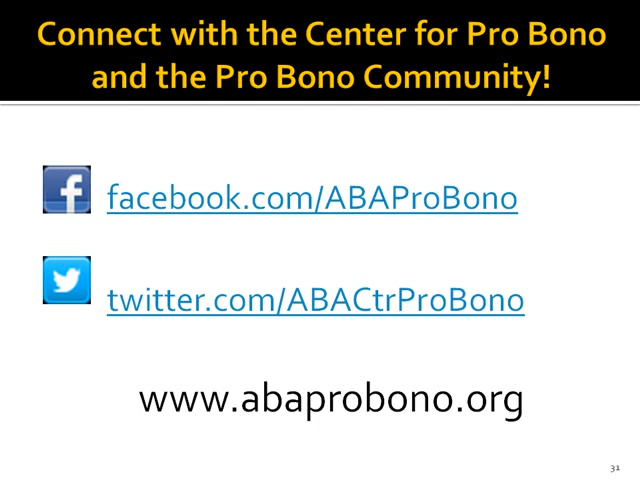 Connect with the Center for Pro Bono
and the Pro Bono Community!
facebook.com/ABAProBono
twitter.com/ABACtrProBono
www.abaprobono.org
31